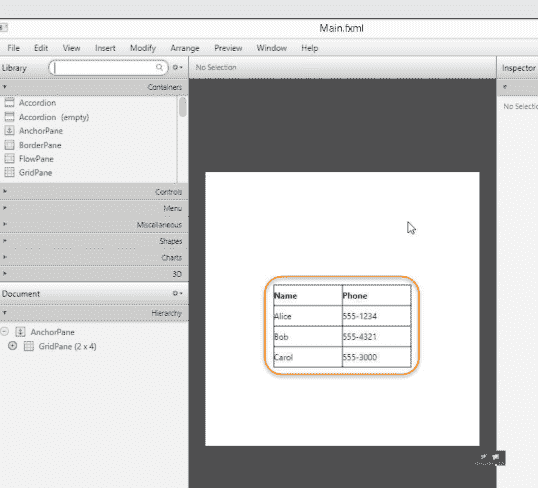 Main.fxml
File Edit View Insert Modify Arrange Preview Window Help
Library
No Selection
Inspector
Containers
Accordion
Accordion (empty)
AnchorPane
BorderPane
FlowPane
GridPane
Controls
Menu
Miscellaneous
Shapes
Charts
3D
Document
Hierarchy
AnchorPane
GridPane (2 x 4)
Name Phone
Alice 555-1234
Bob 555-4321
Carol 555-3000